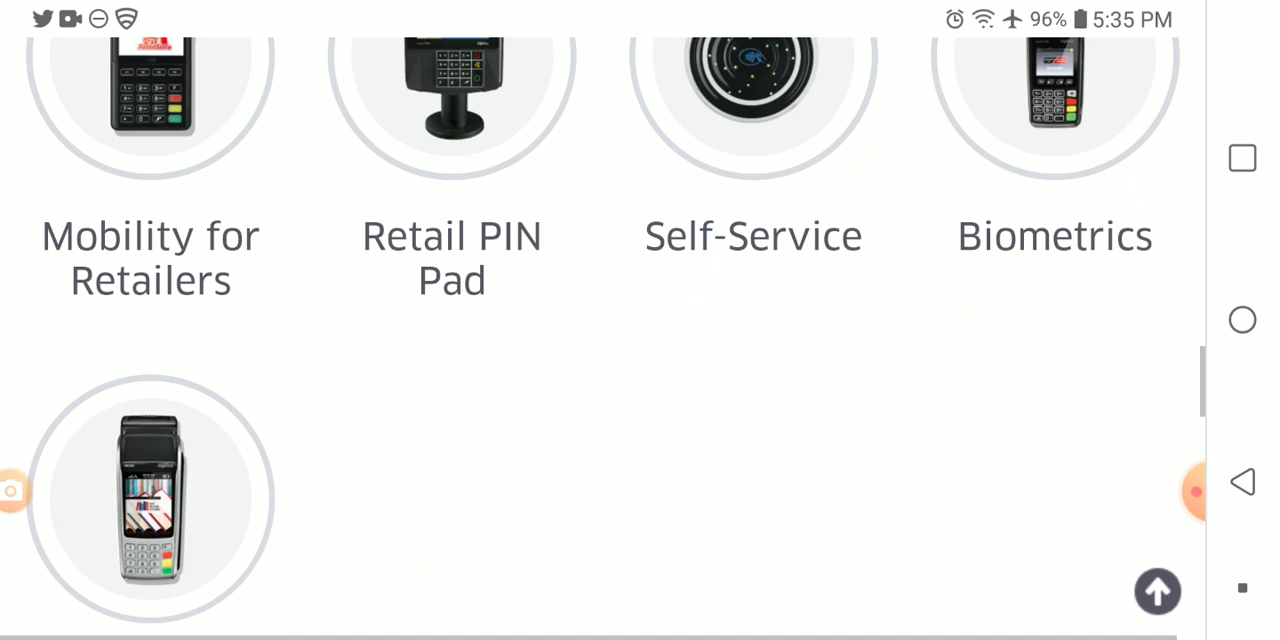 96% 5:35 PM
Mobility for
Retailers
Retail PIN
Pad
Self-Service
Biometrics